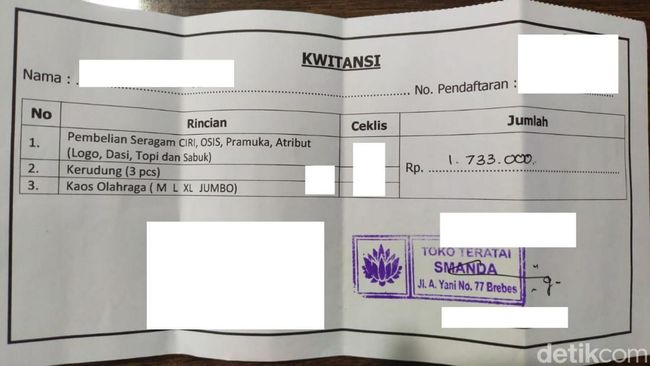 KWITANSI
Nama :
No. Pendaftaran :
No Rincian Ceklis Jumlah
1. Pembelian Seragam CIRI, OSIS, Pramuka, Atribut
(Logo, Dasi, Topi dan Sabuk)
Rp. 1.733.000,
2. Kerudung (3 pcs)
3. Kaos Olahraga ( M L XL JUMBO)
TOKO TERATAI
SMANDA
Jl. A. Yani No. 77 Brebes
detikcom